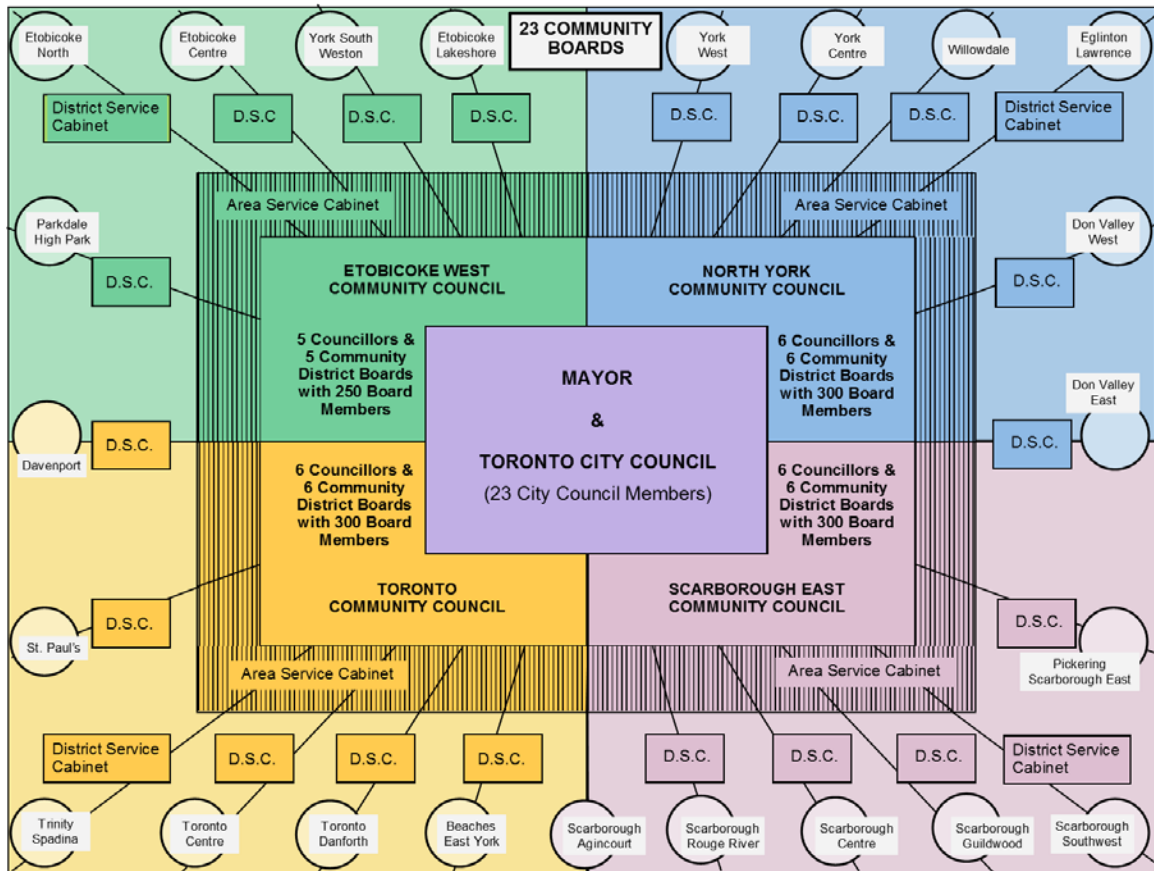 23 COMMUNITY
BOARDS
Etobicoke
North
Etobicoke
Centre
York South
Weston
Etobicoke
Lakeshore
York
West
York
Centre
Willowdale
Eglinton
Lawrence
District Service
Cabinet
D.S.C
D.S.C.
D.S.C.
D.S.C.
D.S.C.
D.S.C.
District Service
Cabinet
Area Service Cabinet
Area Service Cabinet
Parkdale
High Park
D.S.C.
Don Valley
West
D.S.C.
ETOBICOKE WEST
COMMUNITY COUNCIL
5 Councillors &
5 Community
District Boards
with 250 Board
Members
NORTH YORK
COMMUNITY COUNCIL
6 Councillors &
6 Community
District Boards
with 300 Board
Members
MAYOR
&
TORONTO CITY COUNCIL
(23 City Council Members)
Don Valley
East
D.S.C.
D.S.C.
Davenport
6 Councillors &
6 Community
District Boards
with 300 Board
Members
TORONTO
COMMUNITY COUNCIL
6 Councillors &
6 Community
District Boards
with 300 Board
Members
SCARBOROUGH EAST
COMMUNITY COUNCIL
D.S.C.
St. Paul's
D.S.C.
Pickering
Scarborough East
Area Service Cabinet
Area Service Cabinet
District Service
Cabinet
D.S.C.
D.S.C.
D.S.C.
D.S.C.
D.S.C.
D.S.C.
District Service
Cabinet
Trinity
Spadina
Toronto
Centre
Toronto
Danforth
Beaches
East York
Scarborough
Agincourt
Scarborough
Rouge River
Scarborough
Centre
Scarborough
Guildwood
Scarborough
Southwest